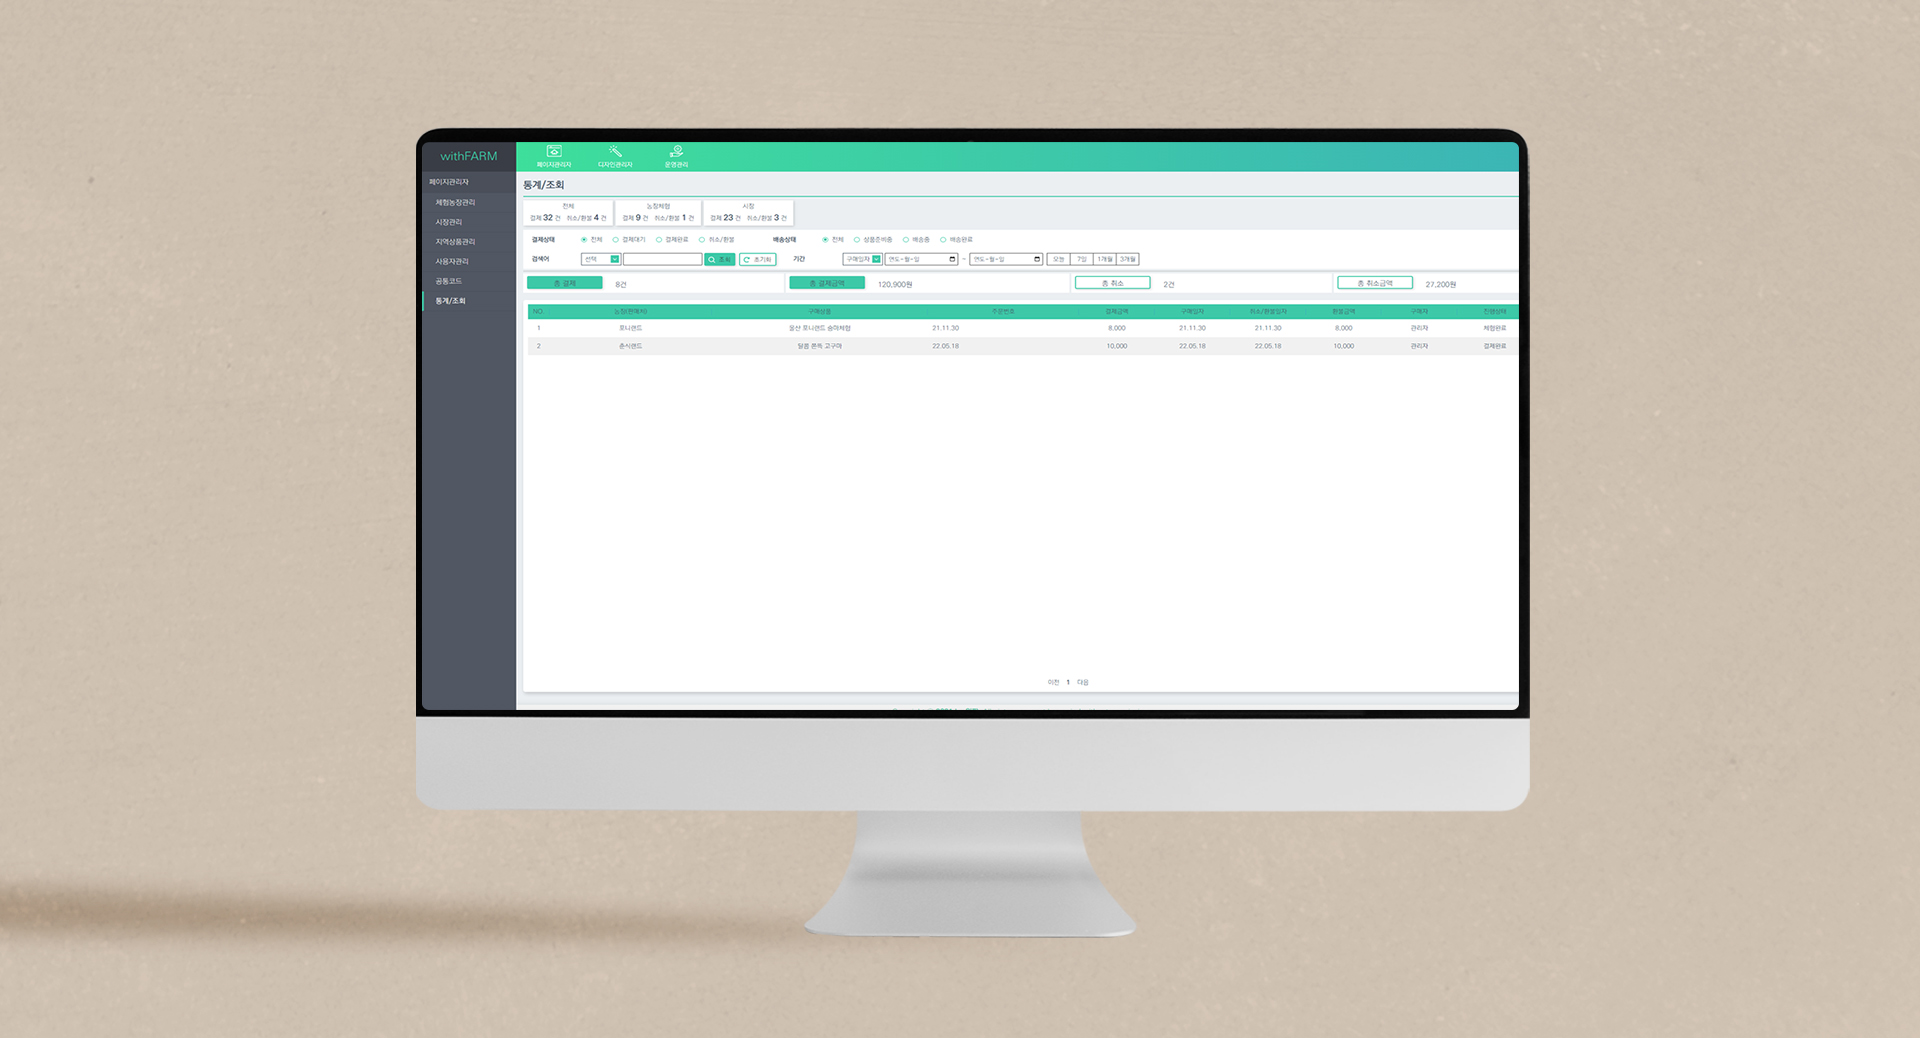 withFARM
페이지관리자 디자인관리자 운영관리
페이지관리자
체험농장관리
시장관리
지역상품관리
사용자관리
공통코드
통계/조회
통계/조회
전체
결제 32 건 취소/환불 4 건
농장체험
결제 9 건 취소/환불 1 건
시장
결제 23 건 취소/환불 3 건
결제상태 전체 결제대기 결제완료 취소/환불 배송상태 전체 상품준비중 배송중 배송완료
검색어 선택 조회 초기화 기간 구매일자 연도-월-일 ~ 연도-월-일 오늘 7일 1개월 3개월
총 결제 8건 총 결제금액 120,900원 총 취소 2건 총 취소금액 27,200원
NO. 농장(판매처) 구매상품 주문번호 결제금액 구매일자 취소/환불일자 환불금액 구매자 진행상태
1 포니랜드 울산 포니랜드 승마체험 21.11.30 8,000 21.11.30 21.11.30 8,000 관리자 체험완료
2 춘식랜드 달콤 쫀득 고구마 22.05.18 10,000 22.05.18 22.05.18 10,000 관리자 결제완료
이전 1 다음